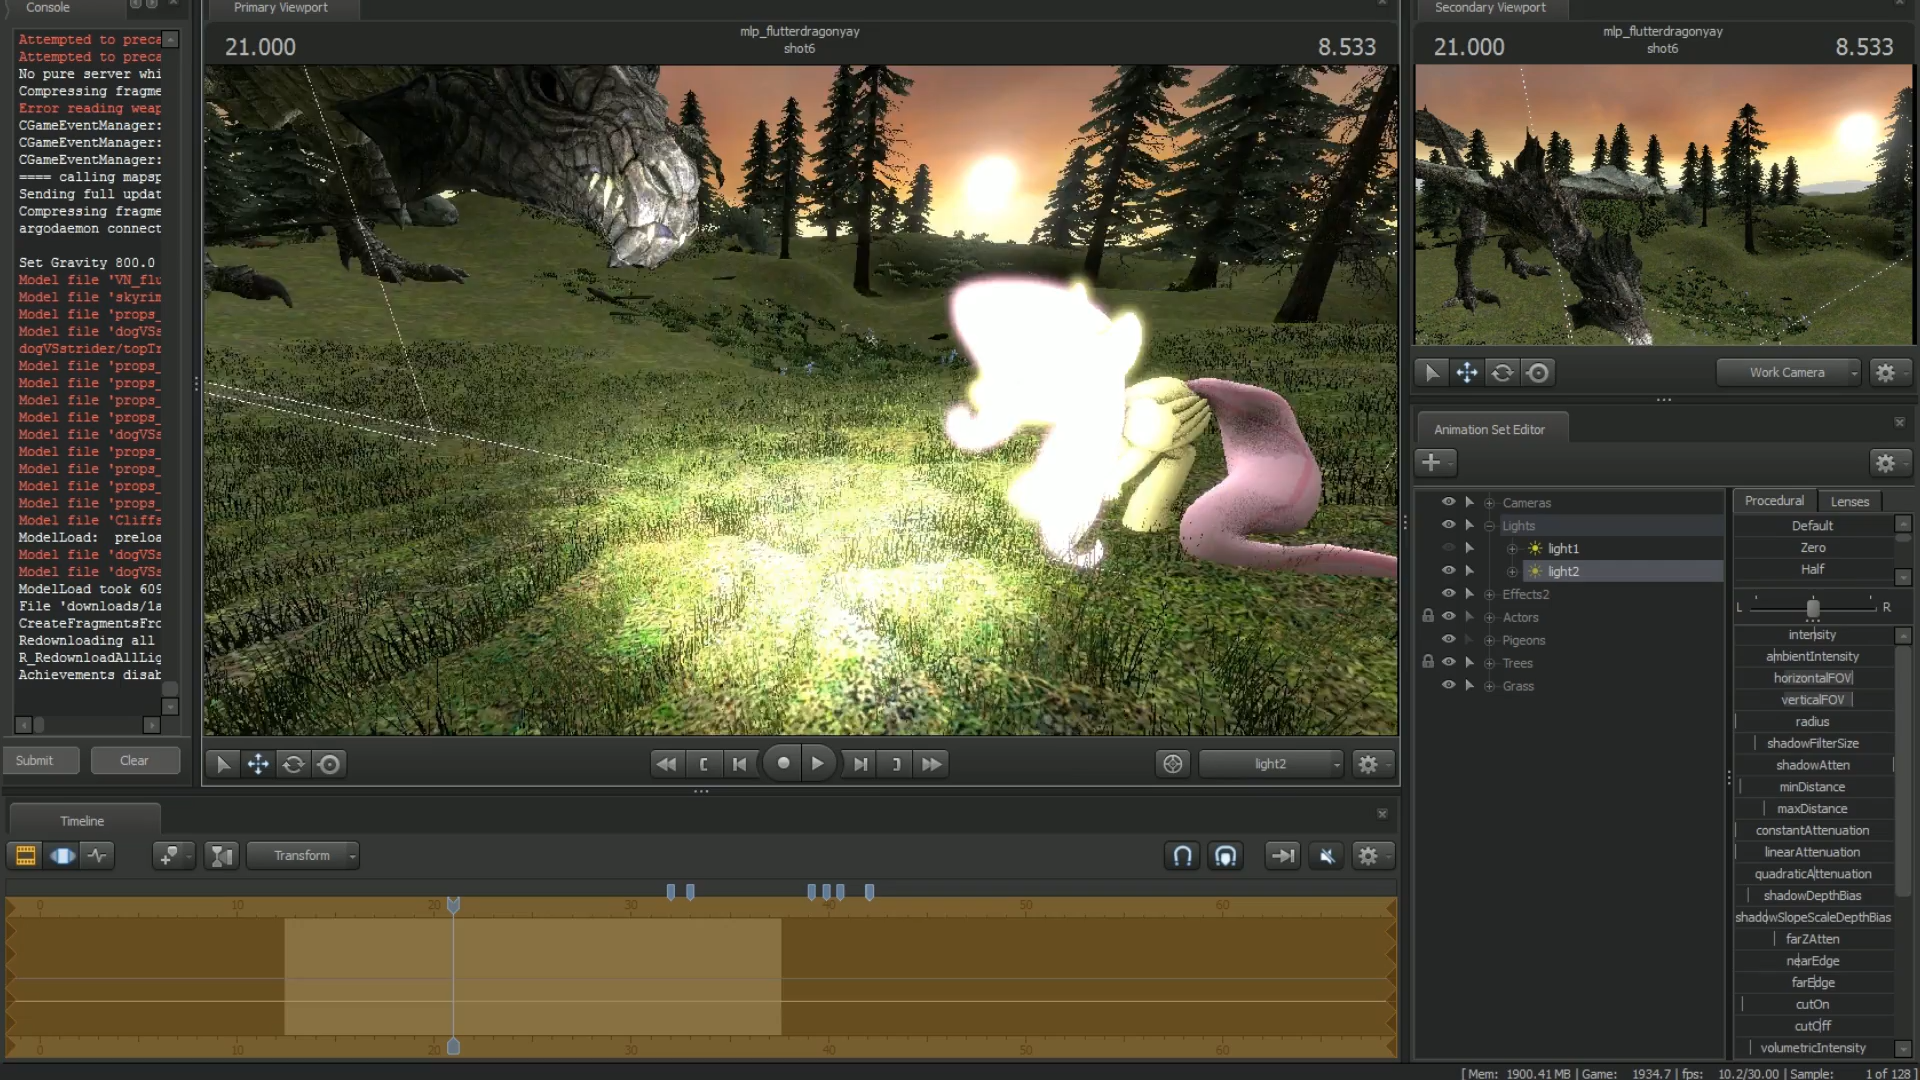 Console
Attempted to preca
Attempted to preca
No pure server whi
Compressing fragme
Error reading weap
CGameEventManager:
CGameEventManager:
CGameEventManager:
==== calling mapsp
Sending full updat
Compressing fragme
argodaemon connect
Set Gravity 800.0
Model file 'VN_flu
Model file 'skyrim
Model file 'props_
Model file 'dogVSs
dogVSstrider/topTr
Model file 'props_
Model file 'props_
Model file 'props_
Model file 'props_
Model file 'dogVSs
Model file 'props_
Model file 'props_
Model file 'props_
Model file 'props_
Model file 'Cliffs
ModelLoad:  preloa
Model file 'dogVSs
Model file 'dogVSs
ModelLoad took 609
File 'downloads/1a
CreateFragmentsFro
Redownloading all
R_RedownloadAllLig
Achievements disab
Submit
Clear
Primary Viewport
21.000
mlp_flutterdragonyay
shot6
8.533
light2
Secondary Viewport
21.000
mlp_flutterdragonyay
shot6
8.533
Work Camera
Animation Set Editor
Cameras
Lights
light1
light2
Effects2
Actors
Pigeons
Trees
Grass
Procedural
Lenses
Default
Zero
Half
L
R
intensity
ambientIntensity
horizontalFOV
verticalFOV
radius
shadowFilterSize
shadowAtten
minDistance
maxDistance
constantAttenuation
linearAttenuation
quadraticAttenuation
shadowDepthBias
shadowSlopeScaleDepthBias
farZAtten
nearEdge
farEdge
cutOn
cutOff
volumetricIntensity
Timeline
Transform
0 10 20 30 40 50 60
0 10 20 30 40 50 60
[ Mem: 1900.41 MB | Game: 1934.7 | fps: 10.2/30.00 | Sample: 1 of 128 ]